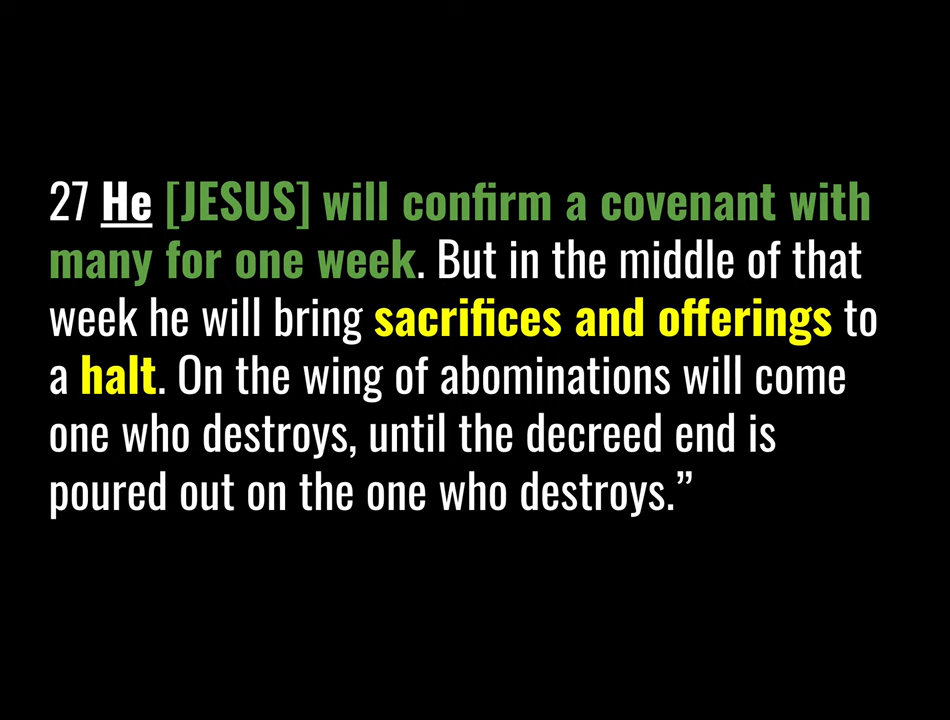 27 He [JESUS] will confirm a covenant with
many for one week. But in the middle of that
week he will bring sacrifices and offerings to
a halt. On the wing of abominations will come
one who destroys, until the decreed end is
poured out on the one who destroys.”